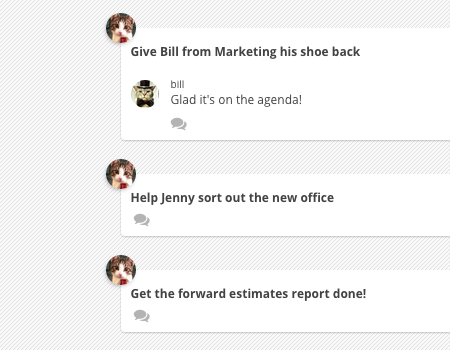 Give Bill from Marketing his shoe back
bill
Glad it's on the agenda!
Help Jenny sort out the new office
Get the forward estimates report done!